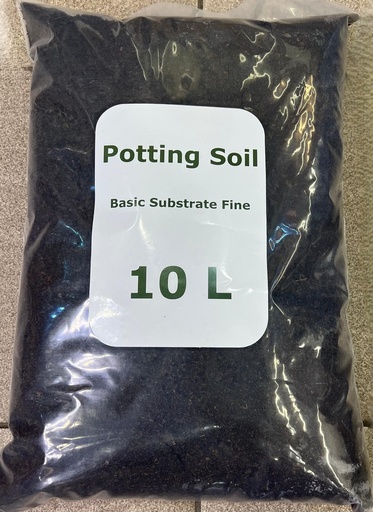 Potting Soil
Basic Substrate Fine
10 L